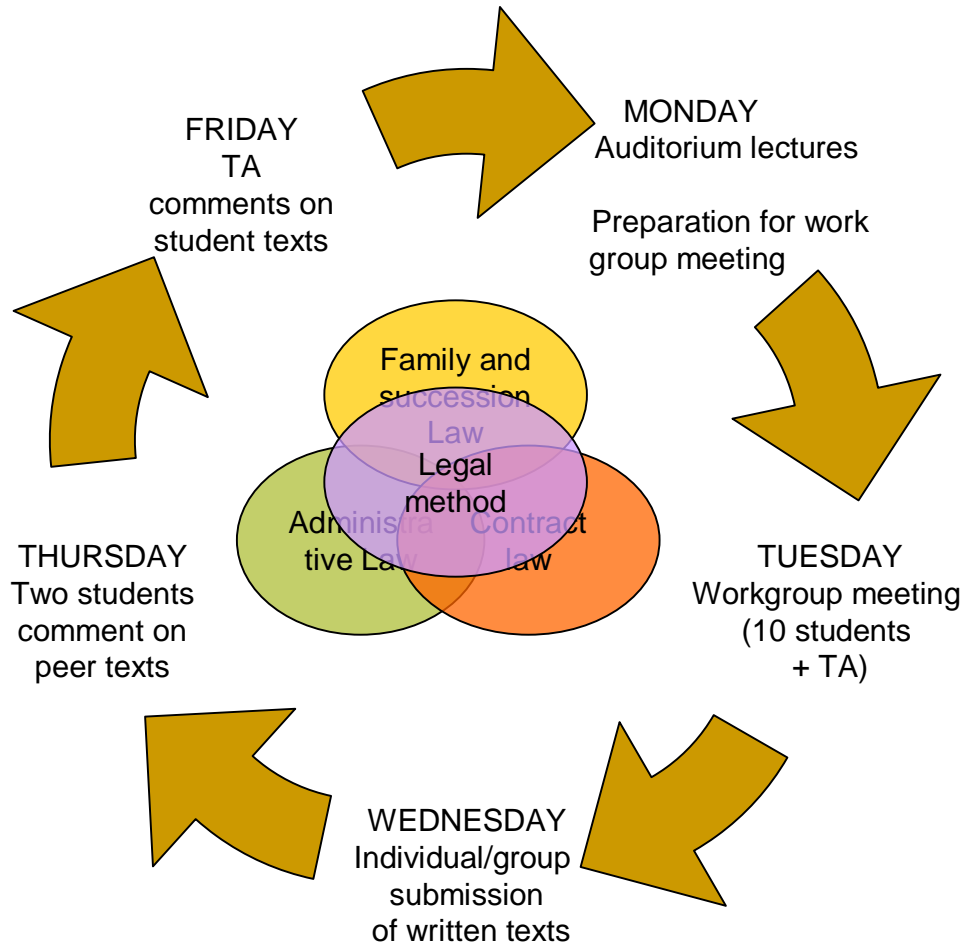 MONDAY
Auditorium lectures
Preparation for work
group meeting
TUESDAY
Workgroup meeting
(10 students
+ TA)
WEDNESDAY
Individual/group
submission
of written texts
THURSDAY
Two students
comment on
peer texts
FRIDAY
TA
comments on
student texts
Family and
succession
Law
Legal
method
Administra
tive Law
Contract
law